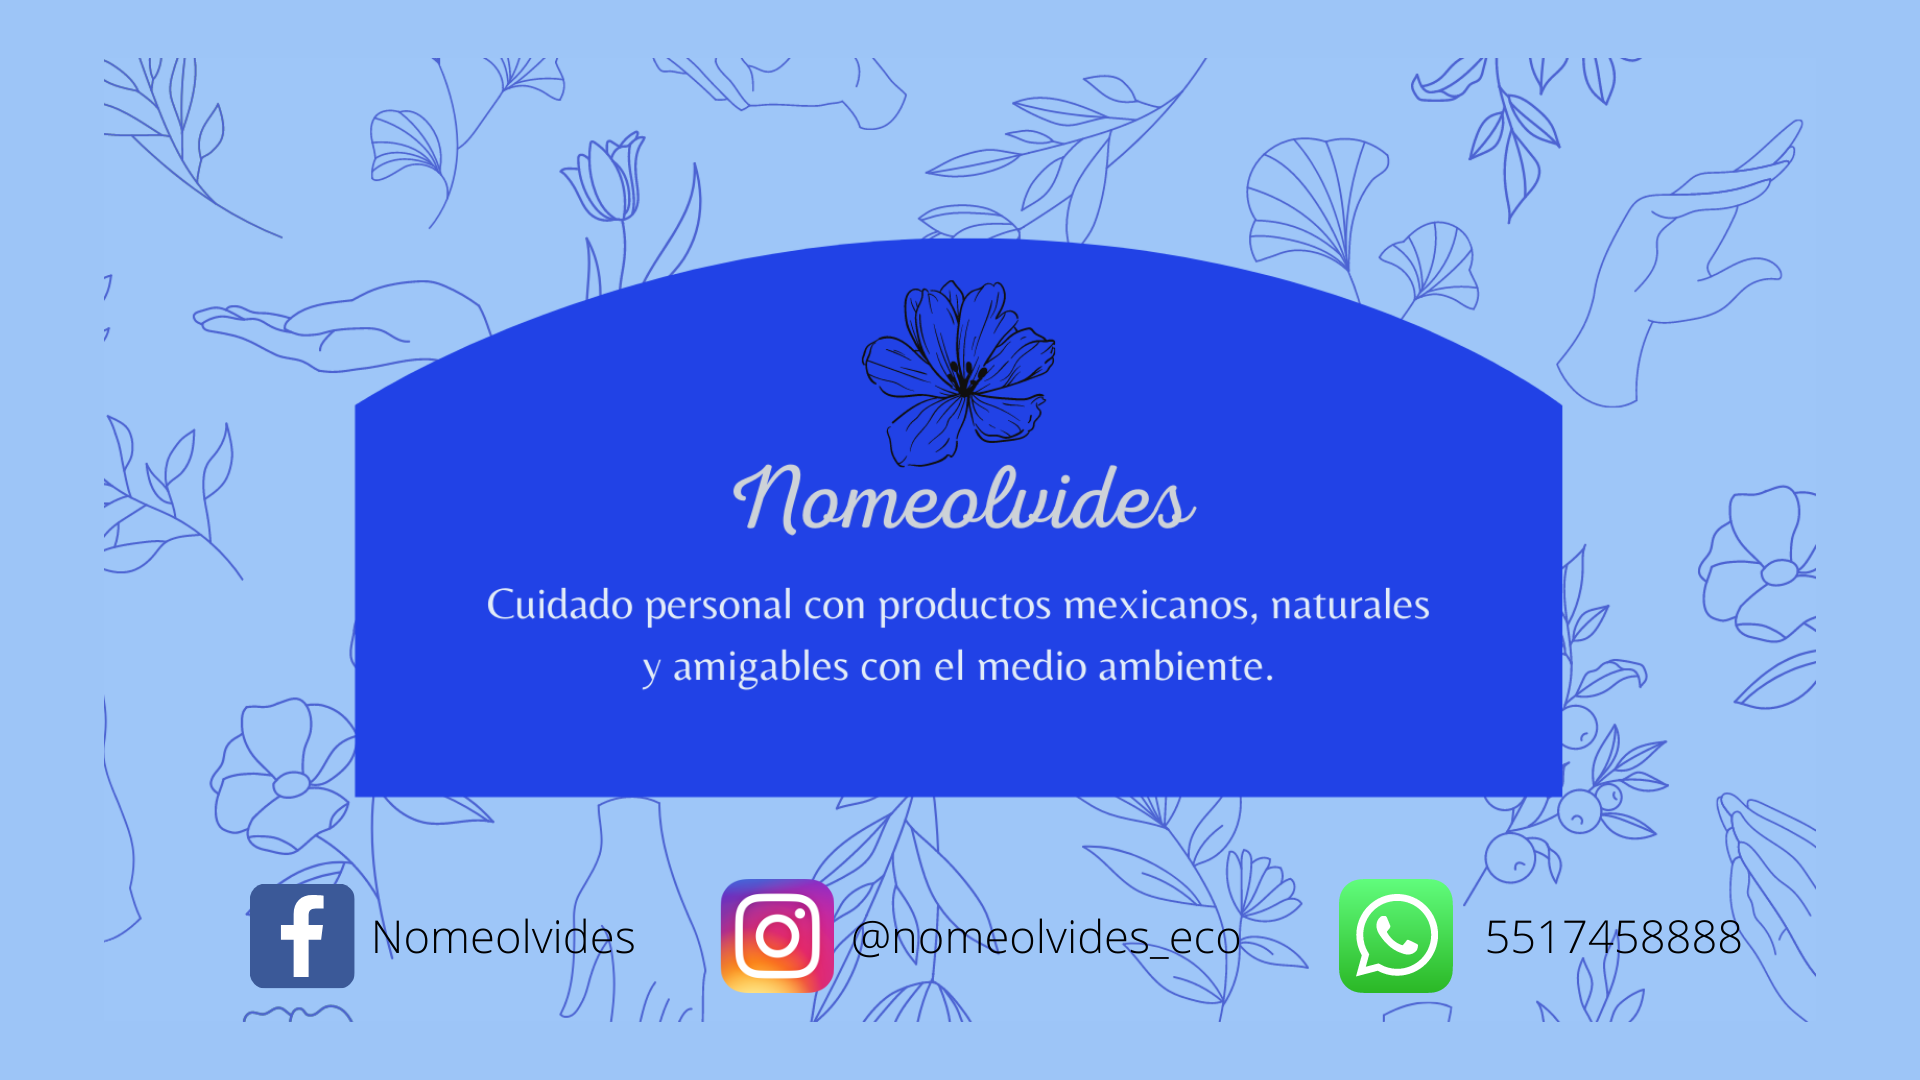 Nomeolvides
Cuidado personal con productos mexicanos, naturales
y amigables con el medio ambiente.
Nomeolvides
@nomeolvides_eco
5517458888